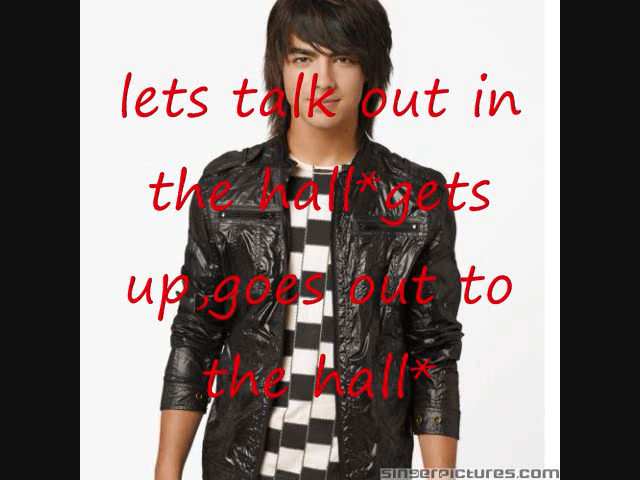 lets talk out in
the hall*gets
up,goes out to
the hall*
singerpictures.com